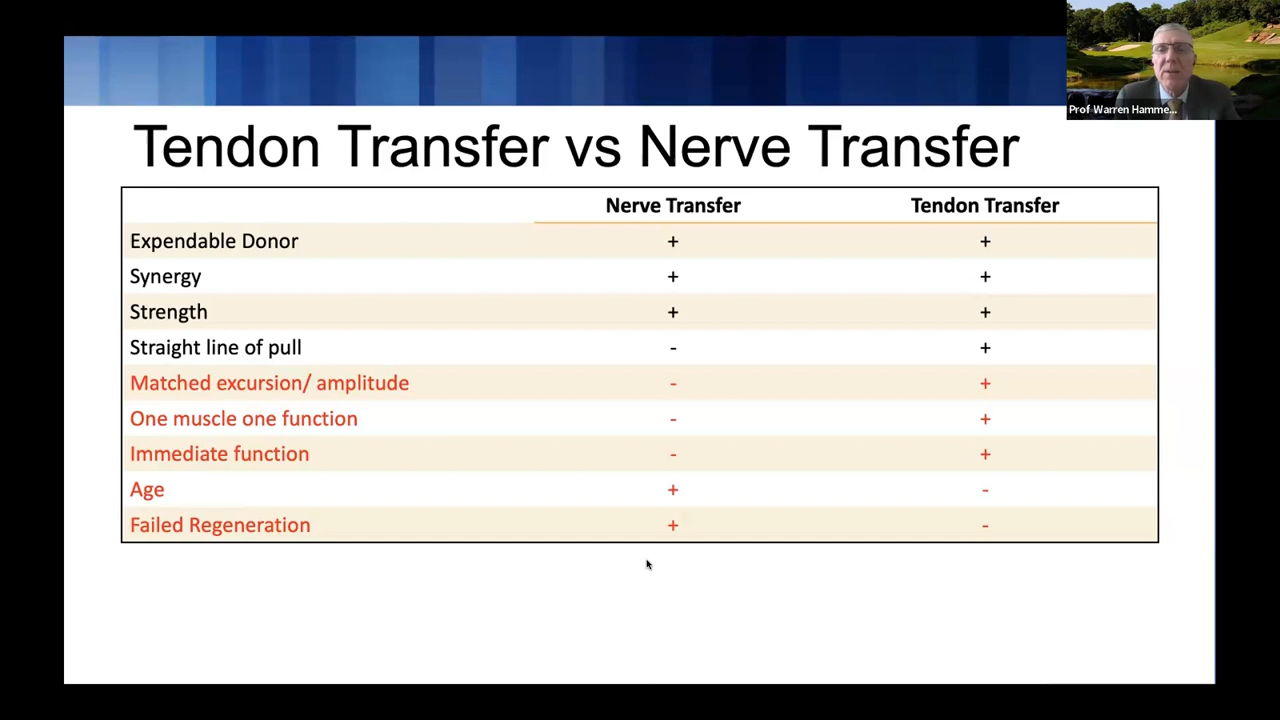 Prof Warren Hamme...
Tendon Transfer vs Nerve Transfer
Nerve Transfer Tendon Transfer
Expendable Donor + +
Synergy + +
Strength + +
Straight line of pull - +
Matched excursion/ amplitude - +
One muscle one function - +
Immediate function - +
Age + -
Failed Regeneration + -